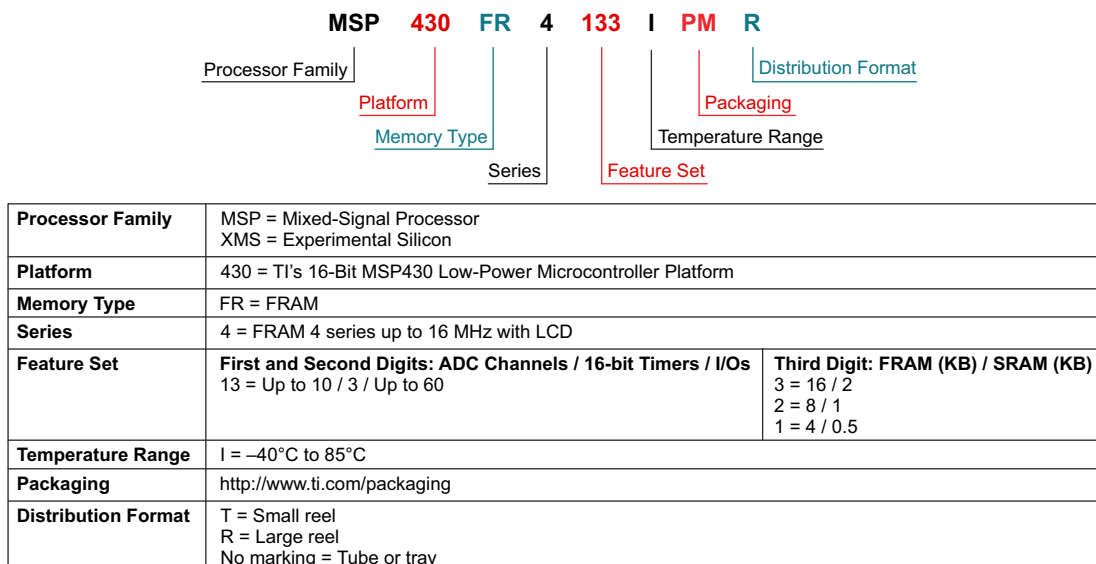 MSP 430 FR 4 133 I PM R
Processor Family
Distribution Format
Platform
Packaging
Memory Type
Temperature Range
Series
Feature Set
Processor Family
MSP = Mixed-Signal Processor
XMS = Experimental Silicon
Platform
430 = TI's 16-Bit MSP430 Low-Power Microcontroller Platform
Memory Type
FR = FRAM
Series
4 = FRAM 4 series up to 16 MHz with LCD
Feature Set
First and Second Digits: ADC Channels / 16-bit Timers / I/Os
13 = Up to 10 / 3 / Up to 60
Third Digit: FRAM (KB) / SRAM (KB)
3 = 16 / 2
2 = 8 / 1
1 = 4 / 0.5
Temperature Range
I = –40°C to 85°C
Packaging
http://www.ti.com/packaging
Distribution Format
T = Small reel
R = Large reel
No marking = Tube or tray